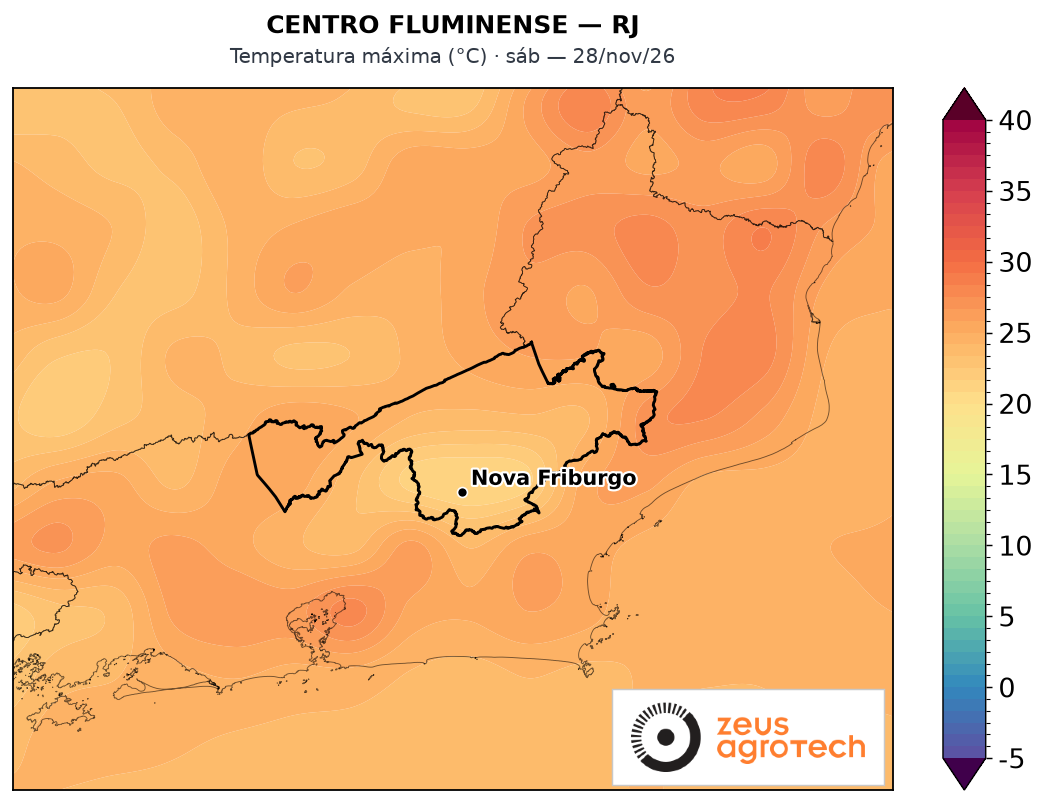 CENTRO FLUMINENSE — RJ
Temperatura máxima (°C) · sáb — 28/nov/26
40
35
30
25
20
15
10
5
0
-5
Nova Friburgo
zeus
agrotech